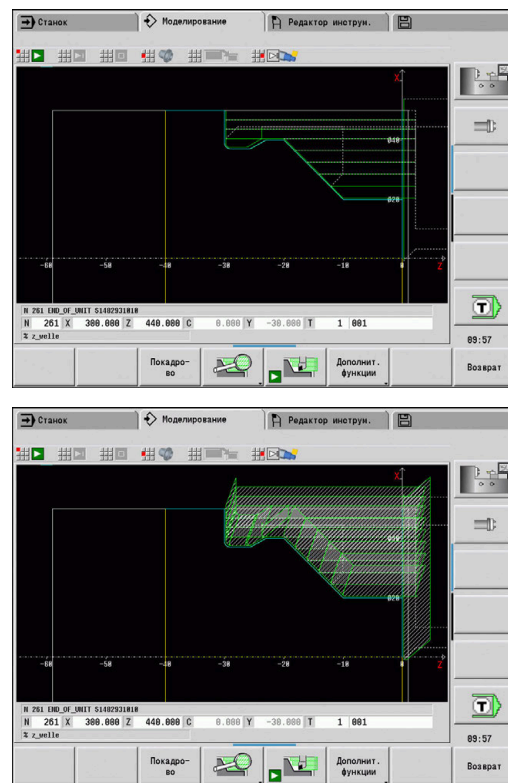 Станок Моделирование Редактор инструм.
X
Ø40
Ø20
-60 -50 -40 -30 -20 -10 0 Z
N 261 END_OF_UNIT S1482931010
N 261 X 300.000 Z 440.000 C 0.000 Y -30.000 T 1 001
% z_welle
T
09:57
Покадро-
во
Дополнит.
функции
Возврат
Станок Моделирование Редактор инструм.
X
Ø20
-60 -50 -40 -30 -20 -10 0 Z
N 261 END_OF_UNIT S1482931010
N 261 X 300.000 Z 440.000 C 0.000 Y -30.000 T 1 001
% z_welle
T
09:57
Покадро-
во
Дополнит.
функции
Возврат